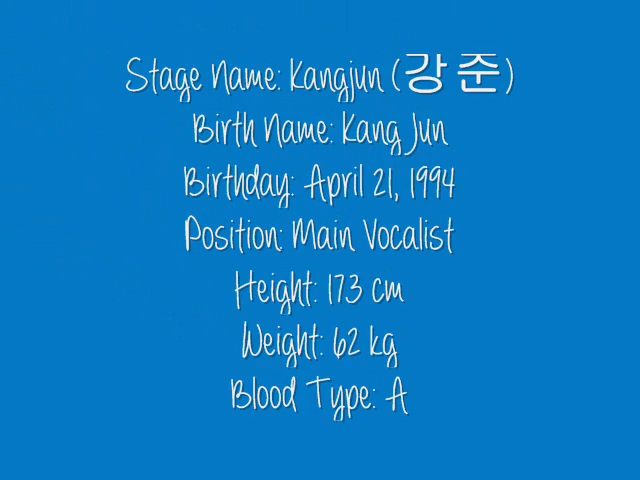 Stage Name: Kangjun (강준)
Birth Name: Kang Jun
Birthday: April 21, 1994
Position: Main Vocalist
Height: 173 cm
Weight: 62 kg
Blood Type: A